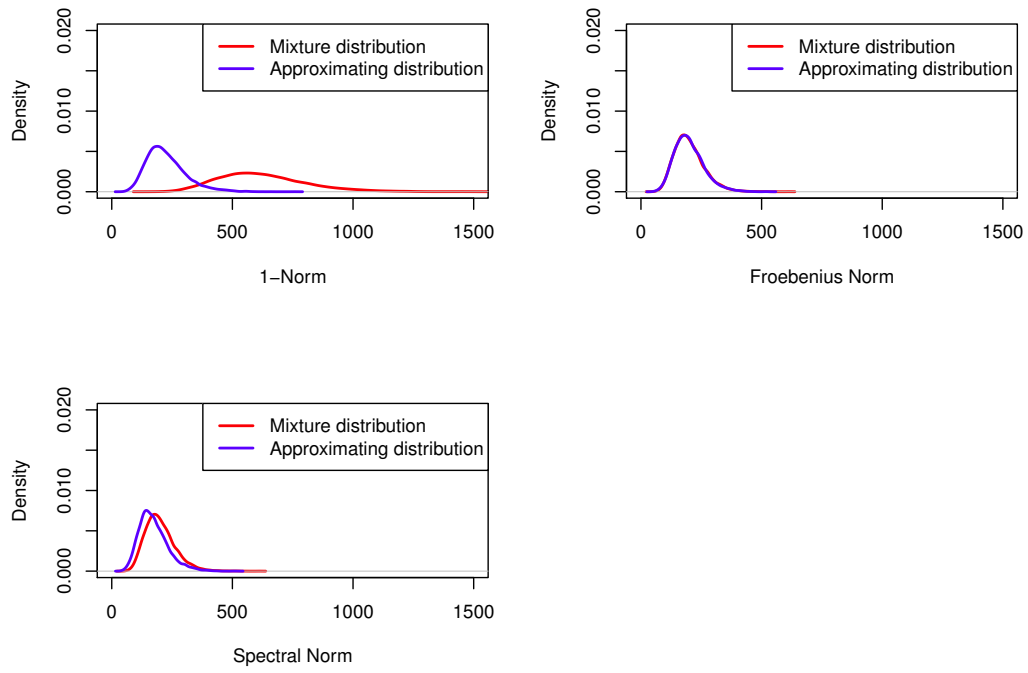 Density
0.000 0.010 0.020
Mixture distribution
Approximating distribution
0 500 1000 1500
1−Norm
Density
0.000 0.010 0.020
Mixture distribution
Approximating distribution
0 500 1000 1500
Froebenius Norm
Density
0.000 0.010 0.020
Mixture distribution
Approximating distribution
0 500 1000 1500
Spectral Norm